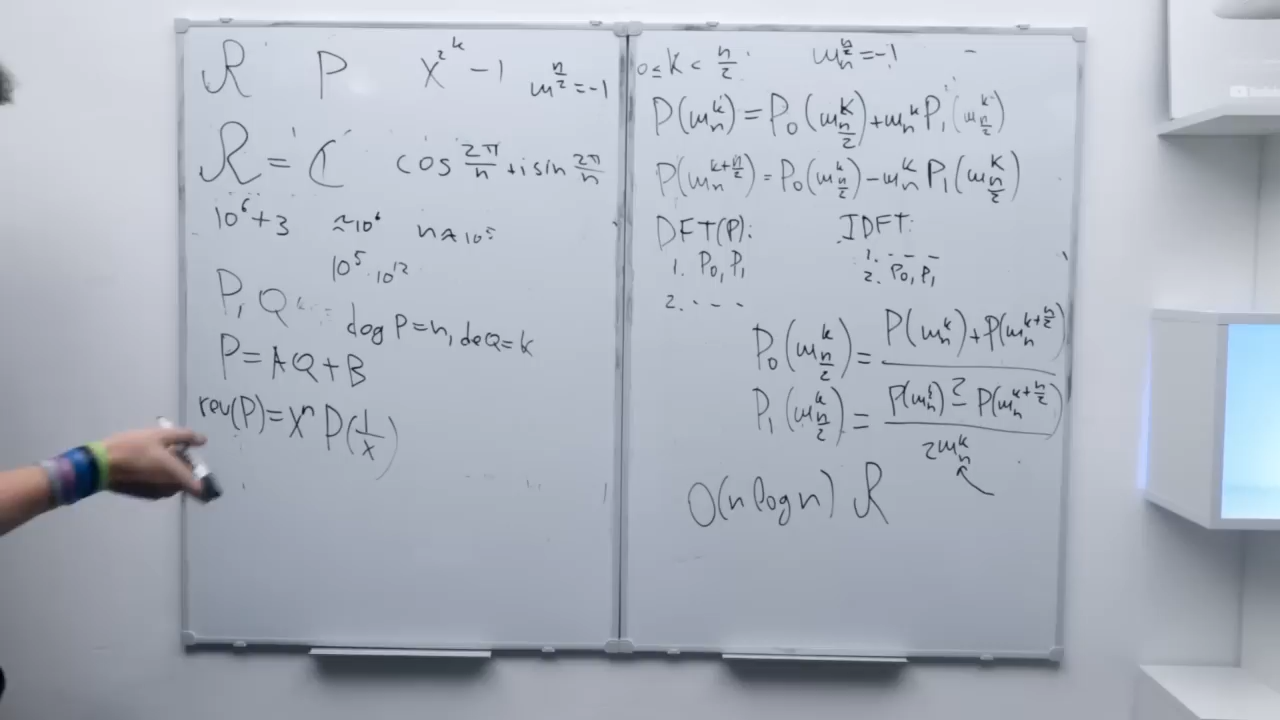 R P x^{2^k} - 1 ω^{n/2} = -1
R = ℂ cos 2π/n + i sin 2π/n
10^6 + 3 ≈10^6 n ≈ 10^5
10^5 · 10^12
P, Q deg P = n, de Q = k
P = AQ + B
rev(P) = x^n P(1/x)
0 ≤ k < n/2 ω_n^{n/2} = -1
P(ω_n^k) = P_0(ω_{n/2}^k) + ω_n^k P_1(ω_{n/2}^k)
P(ω_n^{k+n/2}) = P_0(ω_{n/2}^k) - ω_n^k P_1(ω_{n/2}^k)
DFT(P): IDFT:
1. P_0, P_1 1. - - -
2. - - - 2. P_0, P_1
P_0(ω_{n/2}^k) = P(ω_n^k) + P(ω_n^{k+n/2}) / 2
P_1(ω_{n/2}^k) = P(ω_n^k) - P(ω_n^{k+n/2}) / 2ω_n^k
O(n log n) R